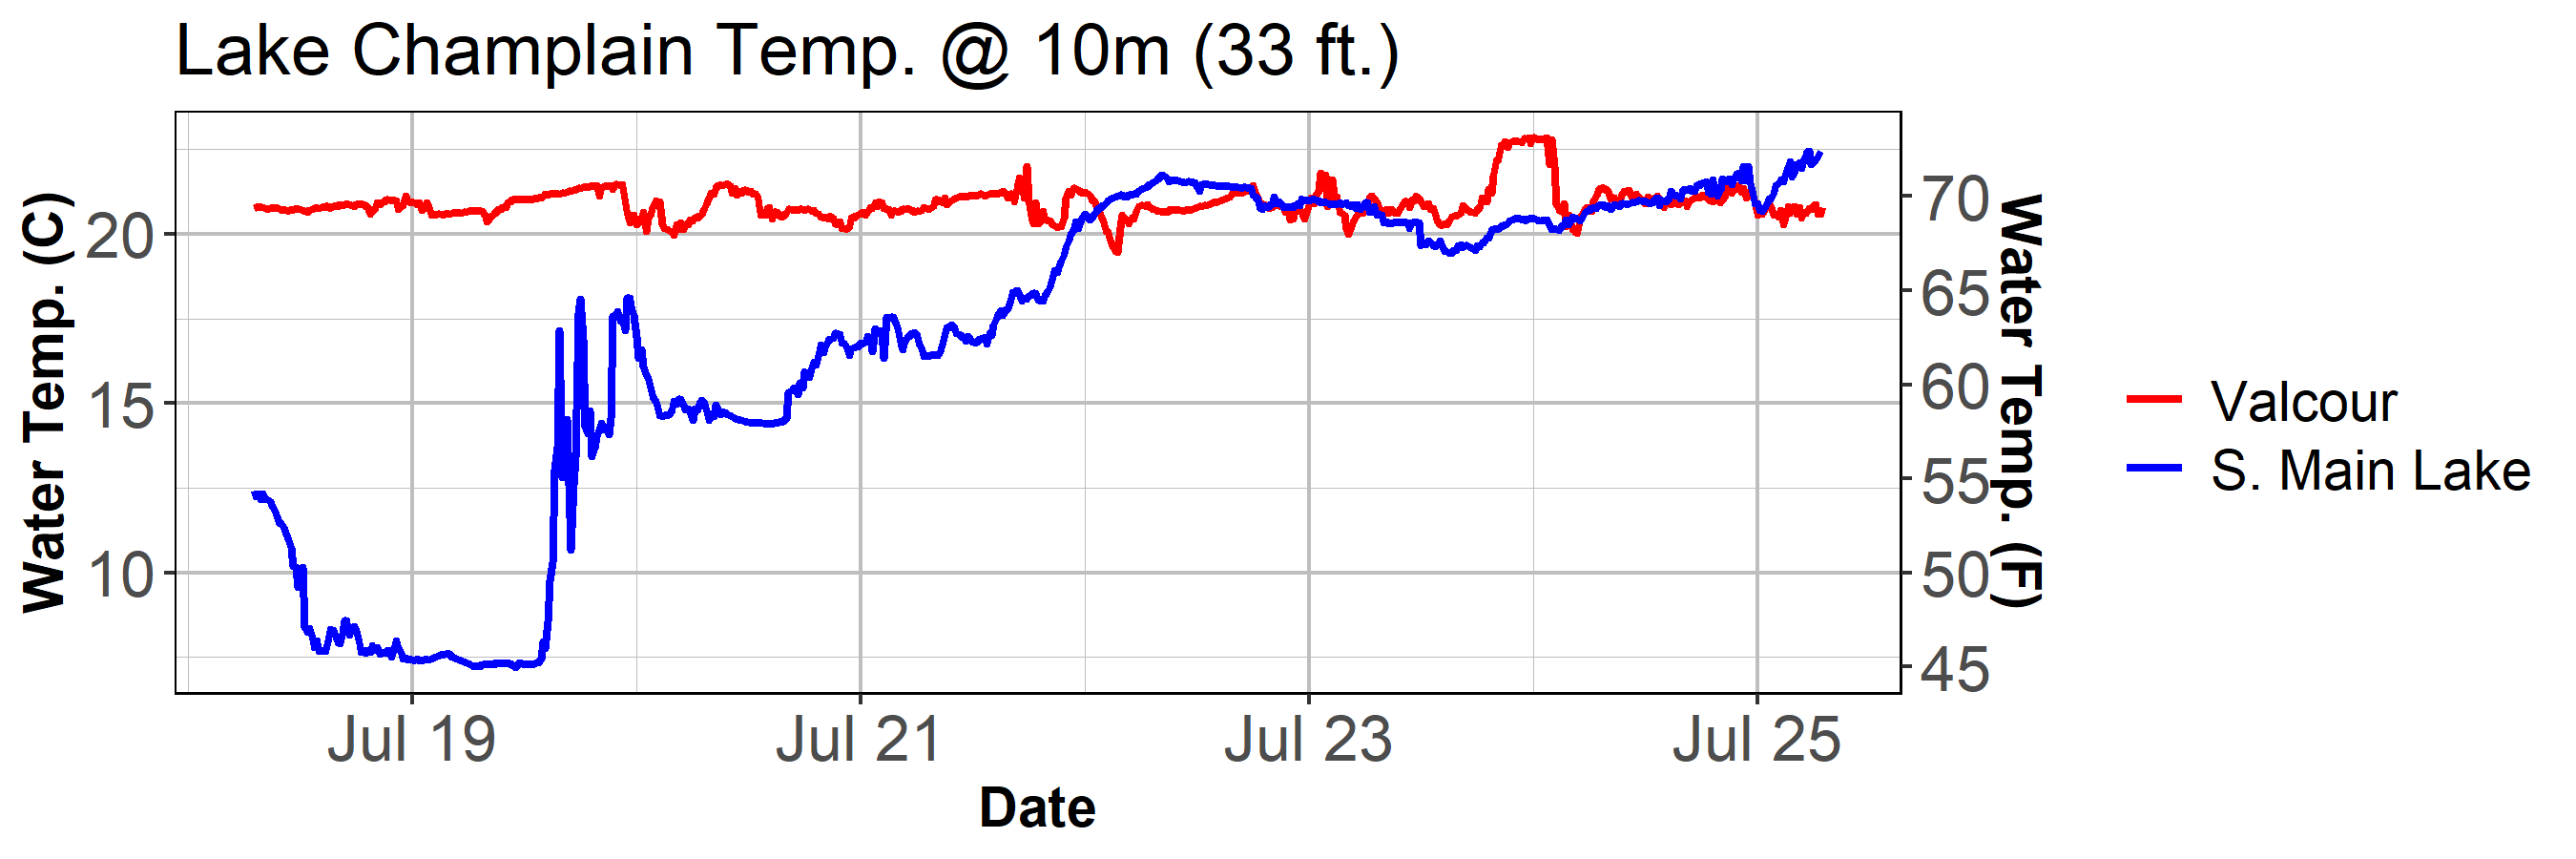 Lake Champlain Temp. @ 10m (33 ft.)
Water Temp. (C)
20
15
10
70
65
60
55
50
45
Water Temp. (F)
Jul 19
Jul 21
Jul 23
Jul 25
Date
Valcour
S. Main Lake